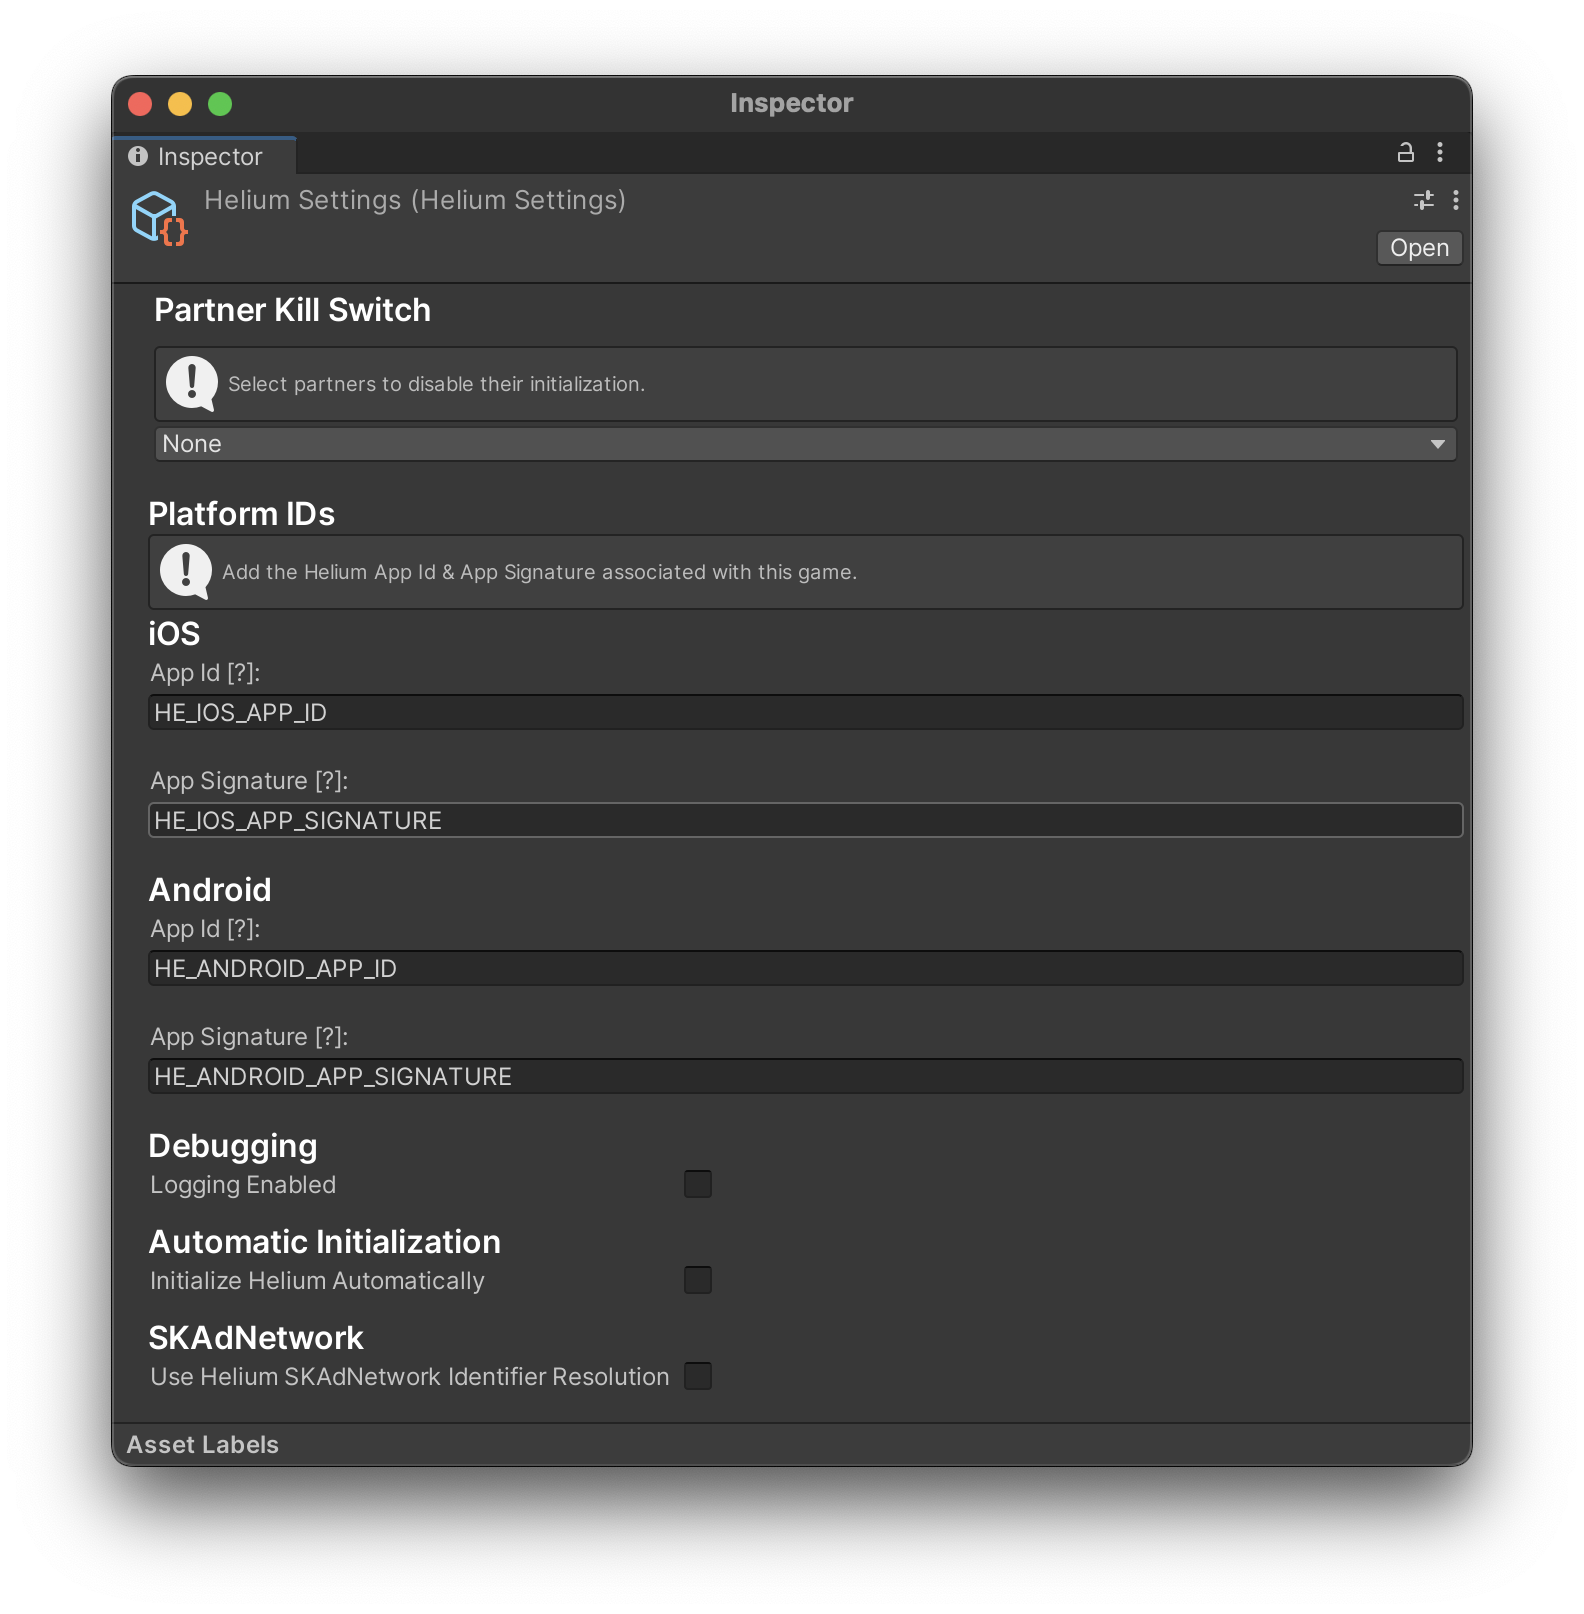 Inspector
Inspector
Helium Settings (Helium Settings)
Open
Partner Kill Switch
Select partners to disable their initialization.
None
Platform IDs
Add the Helium App Id & App Signature associated with this game.
iOS
App Id [?]:
HE_IOS_APP_ID
App Signature [?]:
HE_IOS_APP_SIGNATURE
Android
App Id [?]:
HE_ANDROID_APP_ID
App Signature [?]:
HE_ANDROID_APP_SIGNATURE
Debugging
Logging Enabled
Automatic Initialization
Initialize Helium Automatically
SKAdNetwork
Use Helium SKAdNetwork Identifier Resolution
Asset Labels